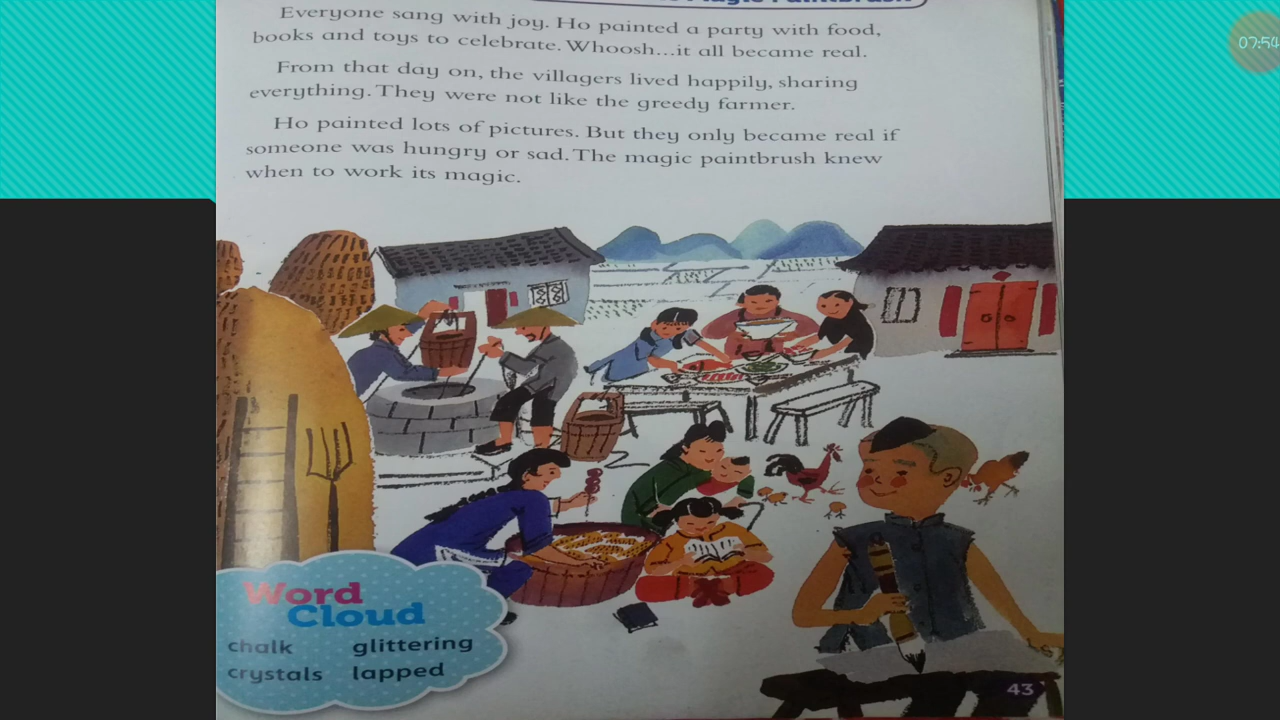 Magic Paintbrush
Everyone sang with joy. Ho painted a party with food,
books and toys to celebrate. Whoosh...it all became real.
From that day on, the villagers lived happily, sharing
everything. They were not like the greedy farmer.
Ho painted lots of pictures. But they only became real if
someone was hungry or sad. The magic paintbrush knew
when to work its magic.
Word
Cloud
chalk glittering
crystals lapped
43
07:54